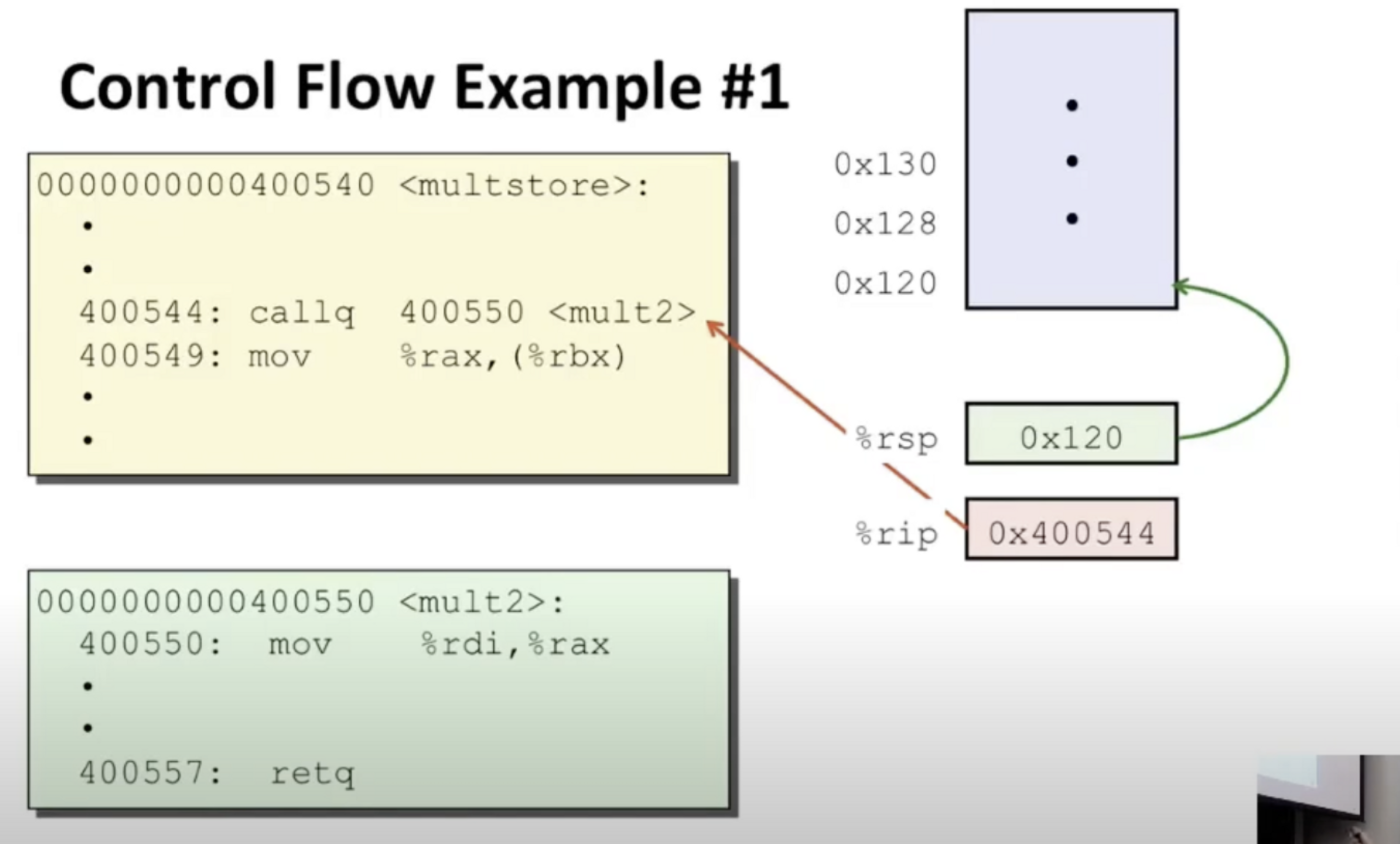 Control Flow Example #1
0000000000400540 <multstore>:
•
•
400544: callq 400550 <mult2>
400549: mov %rax,(%rbx)
•
•
0000000000400550 <mult2>:
400550: mov %rdi,%rax
•
•
400557: retq
•
0x130 •
0x128 •
0x120
%rsp 0x120
%rip 0x400544